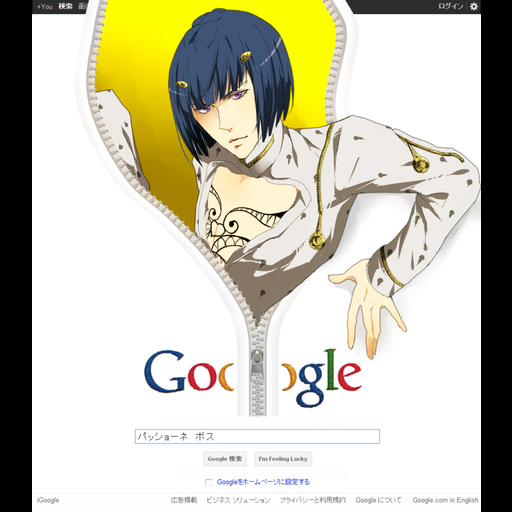 +You 検索 画 ログイン
Google
パッショーネ ボス
Google 検索 I'm Feeling Lucky
Googleをホームページに設定する
iGoogle 広告掲載 ビジネス ソリューション プライバシーと利用規約 Google について Google.com in English